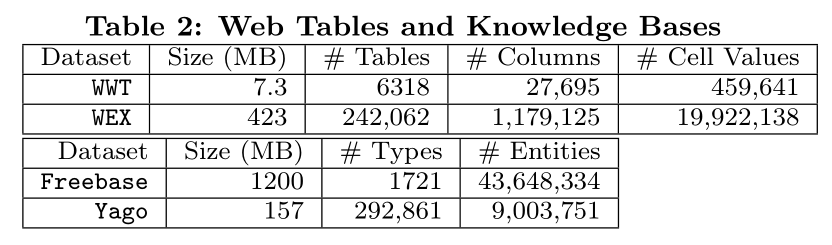 Table 2: Web Tables and Knowledge Bases
Dataset Size (MB) # Tables # Columns # Cell Values
WWT 7.3 6318 27,695 459,641
WEX 423 242,062 1,179,125 19,922,138
Dataset Size (MB) # Types # Entities
Freebase 1200 1721 43,648,334
Yago 157 292,861 9,003,751